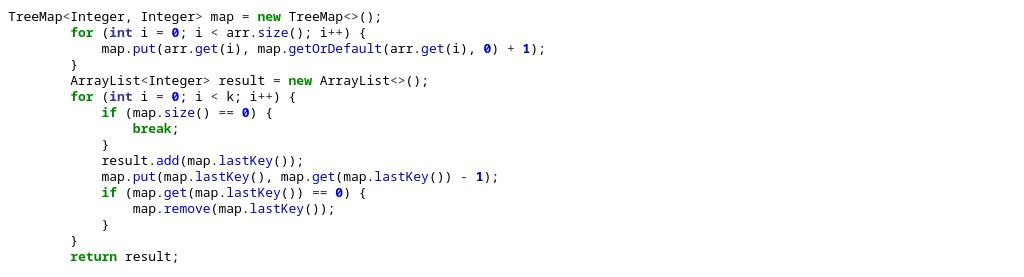 TreeMap<Integer, Integer> map = new TreeMap<>();
        for (int i = 0; i < arr.size(); i++) {
            map.put(arr.get(i), map.getOrDefault(arr.get(i), 0) + 1);
        }
        ArrayList<Integer> result = new ArrayList<>();
        for (int i = 0; i < k; i++) {
            if (map.size() == 0) {
                break;
            }
            result.add(map.lastKey());
            map.put(map.lastKey(), map.get(map.lastKey()) - 1);
            if (map.get(map.lastKey()) == 0) {
                map.remove(map.lastKey());
            }
        }
        return result;